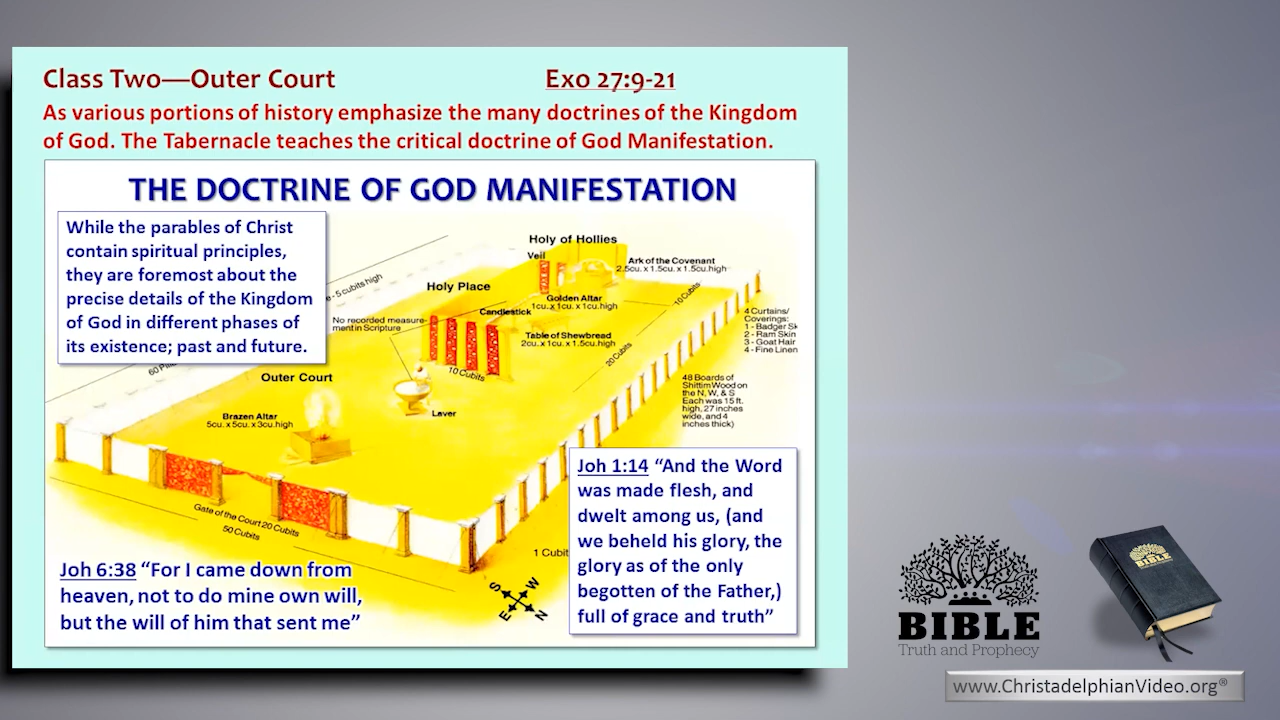 Class Two—Outer Court Exo 27:9-21
As various portions of history emphasize the many doctrines of the Kingdom
of God. The Tabernacle teaches the critical doctrine of God Manifestation.
THE DOCTRINE OF GOD MANIFESTATION
While the parables of Christ
contain spiritual principles,
they are foremost about the
precise details of the Kingdom
of God in different phases of
its existence; past and future.
Holy of Hollies
Veil
Ark of the Covenant
2.5cu. x 1.5cu. x 1.5cu.high
- 5 cubits high
Holy Place
Golden Altar
1cu. x 1cu. x 1cu.high
10 Cubits
Candlestick
No recorded measure-
ment in Scripture
Table of Shewbread
2cu. x 1cu. x 1.5cu.high
4 Curtains/
Coverings:
1 - Badger Sk
2 - Ram Skin
3 - Goat Hair
4 - Fine Linen
20 Cubits
60
10 Cubits
Outer Court
48 Boards of
Shittim Wood on
the N, W, & S
Each was 15 ft.
high, 27 inches
wide, and 4
inches thick)
Laver
Brazen Altar
5cu. x 5cu. x 3cu.high
Gate of the Court 20 Cubits
50 Cubits
1 Cubit
S W
E N
Joh 6:38 “For I came down from
heaven, not to do mine own will,
but the will of him that sent me”
Joh 1:14 “And the Word
was made flesh, and
dwelt among us, (and
we beheld his glory, the
glory as of the only
begotten of the Father,)
full of grace and truth”
BIBLE
Truth and Prophecy
BIBLE
www.ChristadelphianVideo.org®